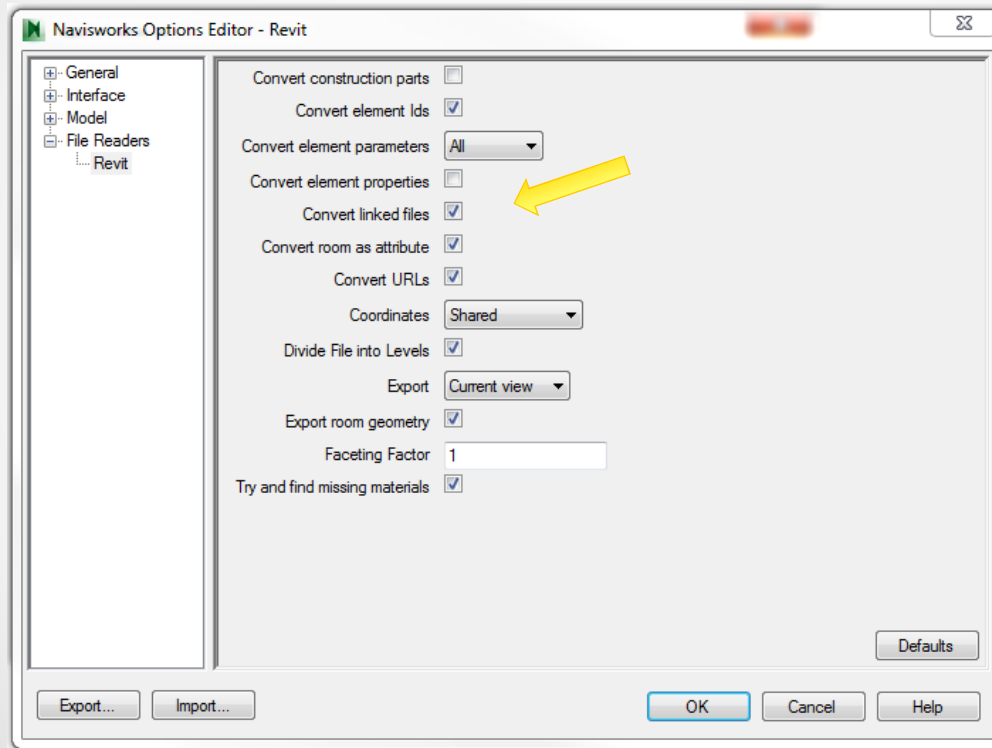 Navisworks Options Editor - Revit
General
Interface
Model
File Readers
Revit
Convert construction parts
Convert element Ids
Convert element parameters All
Convert element properties
Convert linked files
Convert room as attribute
Convert URLs
Coordinates Shared
Divide File into Levels
Export Current view
Export room geometry
Faceting Factor 1
Try and find missing materials
Defaults
Export... Import... OK Cancel Help